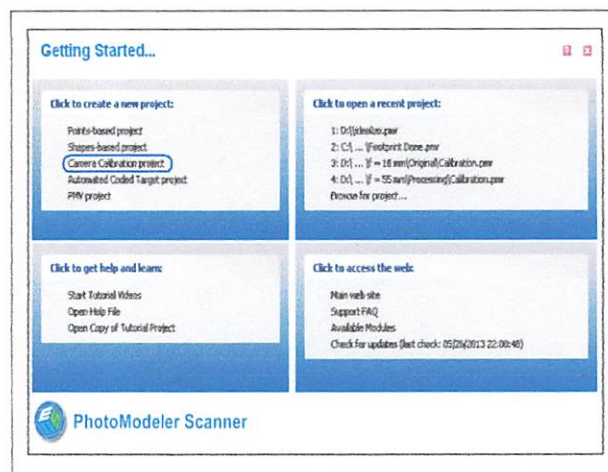 Getting Started...
Click to create a new project:
Points-based project
Shapes-based project
Camera Calibration project
Automated Coded Target project
PMV project
Click to open a recent project:
1: D:\Idealize.pmr
2: C:\ ... \Footprint Done.pmr
3: D:\ ... \f = 16 mm\Original\Calibration.pmr
4: D:\ ... \f = 55 mm\Processing\Calibration.pmr
Browse for project...
Click to get help and learn:
Start Tutorial Videos
Open Help File
Open Copy of Tutorial Project
Click to access the web:
Main web site
Support FAQ
Available Modules
Check for updates (last check: 05/26/2013 22:08:48)
PhotoModeler Scanner